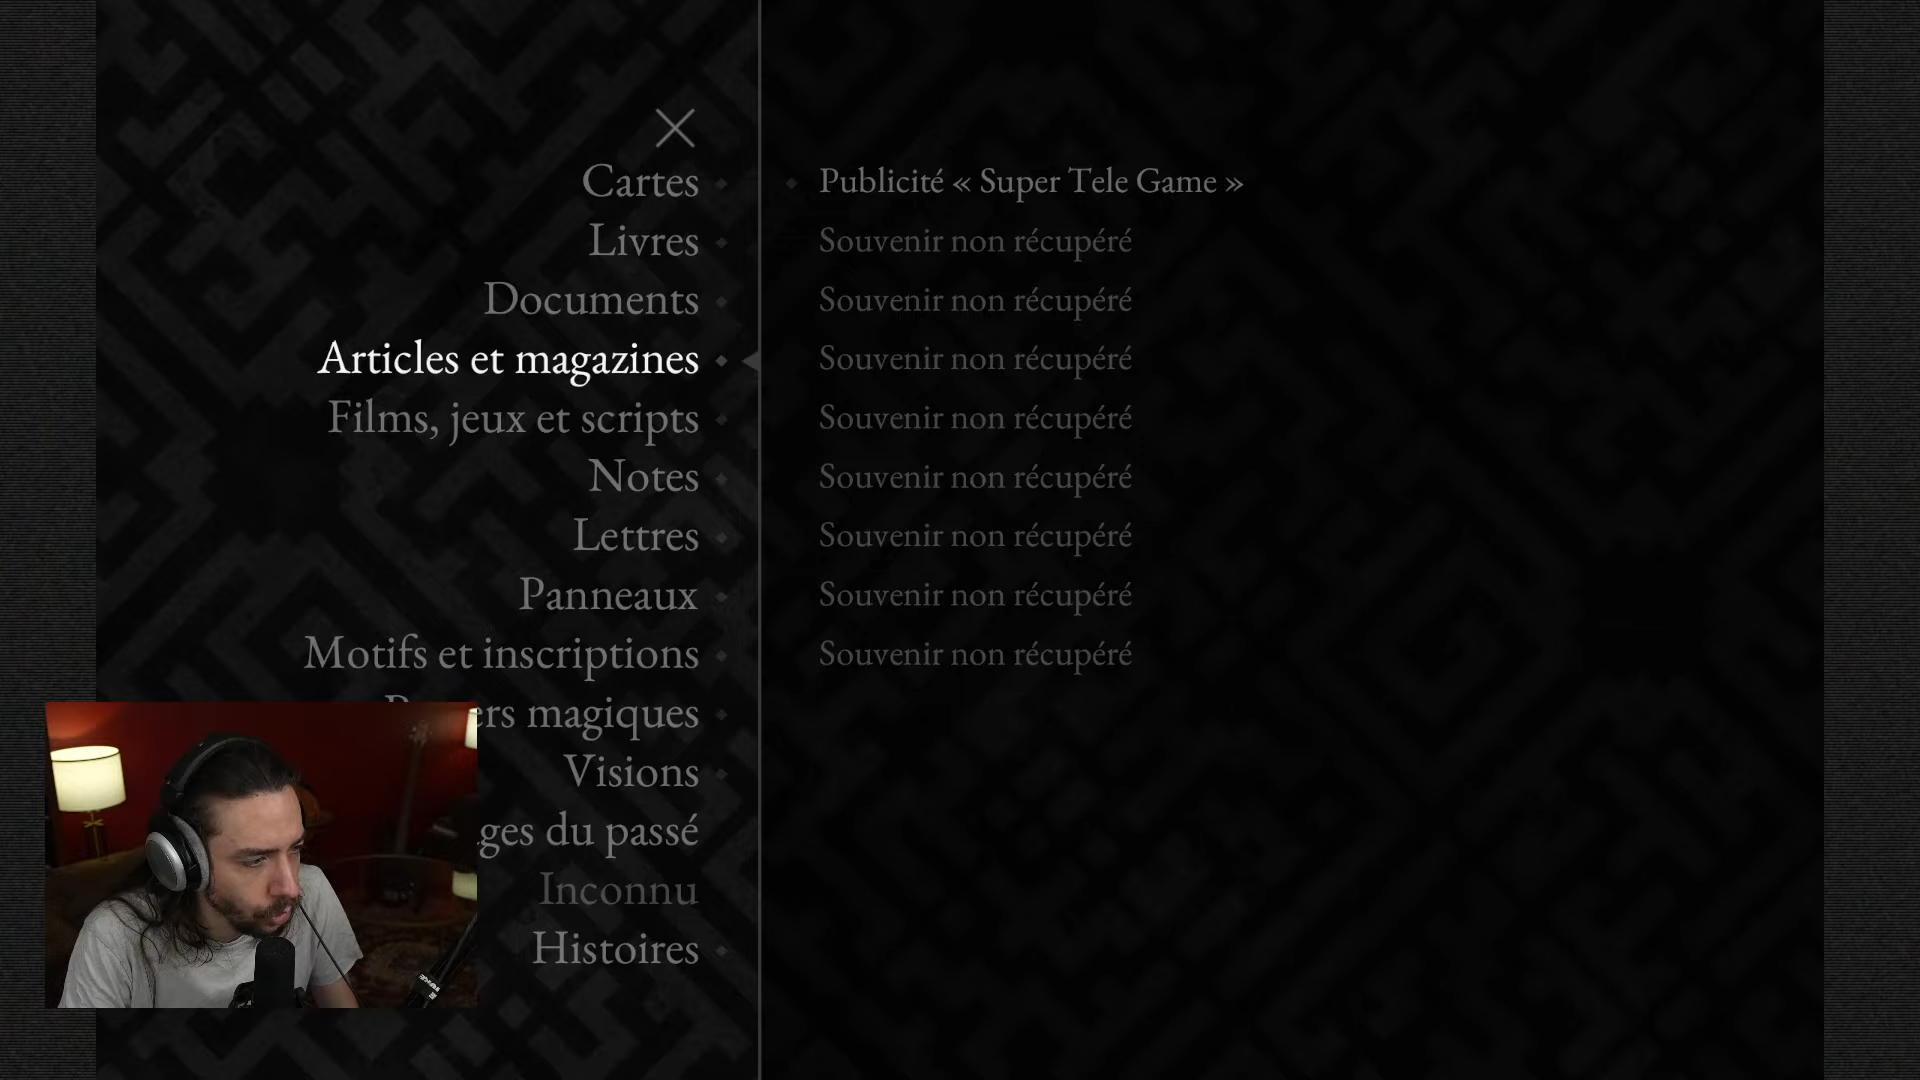 Cartes
Livres
Documents
Articles et magazines
Films, jeux et scripts
Notes
Lettres
Panneaux
Motifs et inscriptions
magiques
Visions
du passé
Inconnu
Histoires
Publicité « Super Tele Game »
Souvenir non récupéré
Souvenir non récupéré
Souvenir non récupéré
Souvenir non récupéré
Souvenir non récupéré
Souvenir non récupéré
Souvenir non récupéré
Souvenir non récupéré